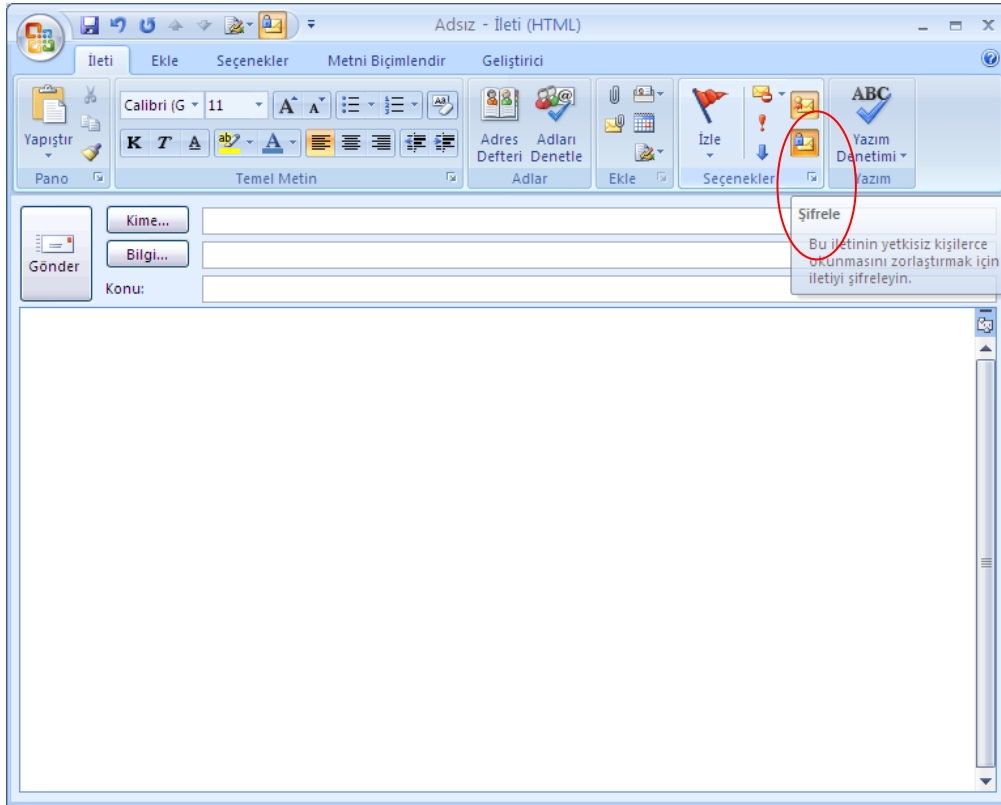 Adsız - İleti (HTML)
İleti Ekle Seçenekler Metni Biçimlendir Geliştirici
Calibri (G 11
ABC
Yapıştır
K T A
Adres Defteri
Adları Denetle
İzle
Yazım Denetimi
Pano Temel Metin Adlar Ekle Seçenekler Yazım
Kime...
Bilgi...
Gönder
Konu:
Şifrele
Bu iletinin yetkisiz kişilerce
okunmasını zorlaştırmak için
iletiyi şifreleyin.